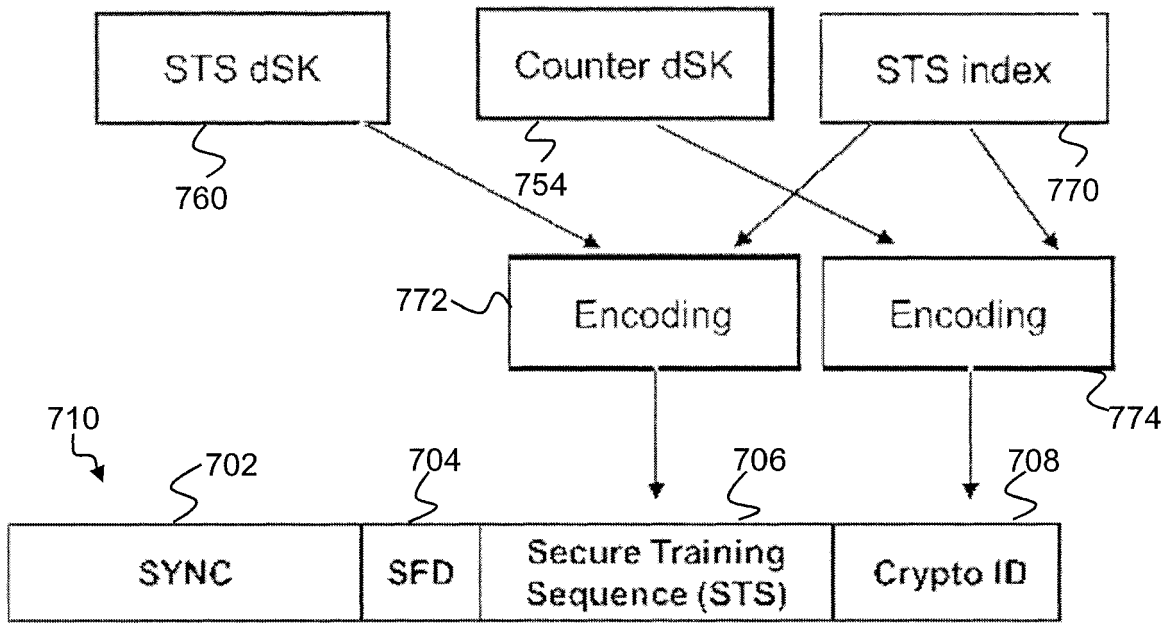 STS dSK
Counter dSK
STS index
760
754
770
772
Encoding
Encoding
774
710
702
704
706
708
SYNC
SFD
Secure Training
Sequence (STS)
Crypto ID